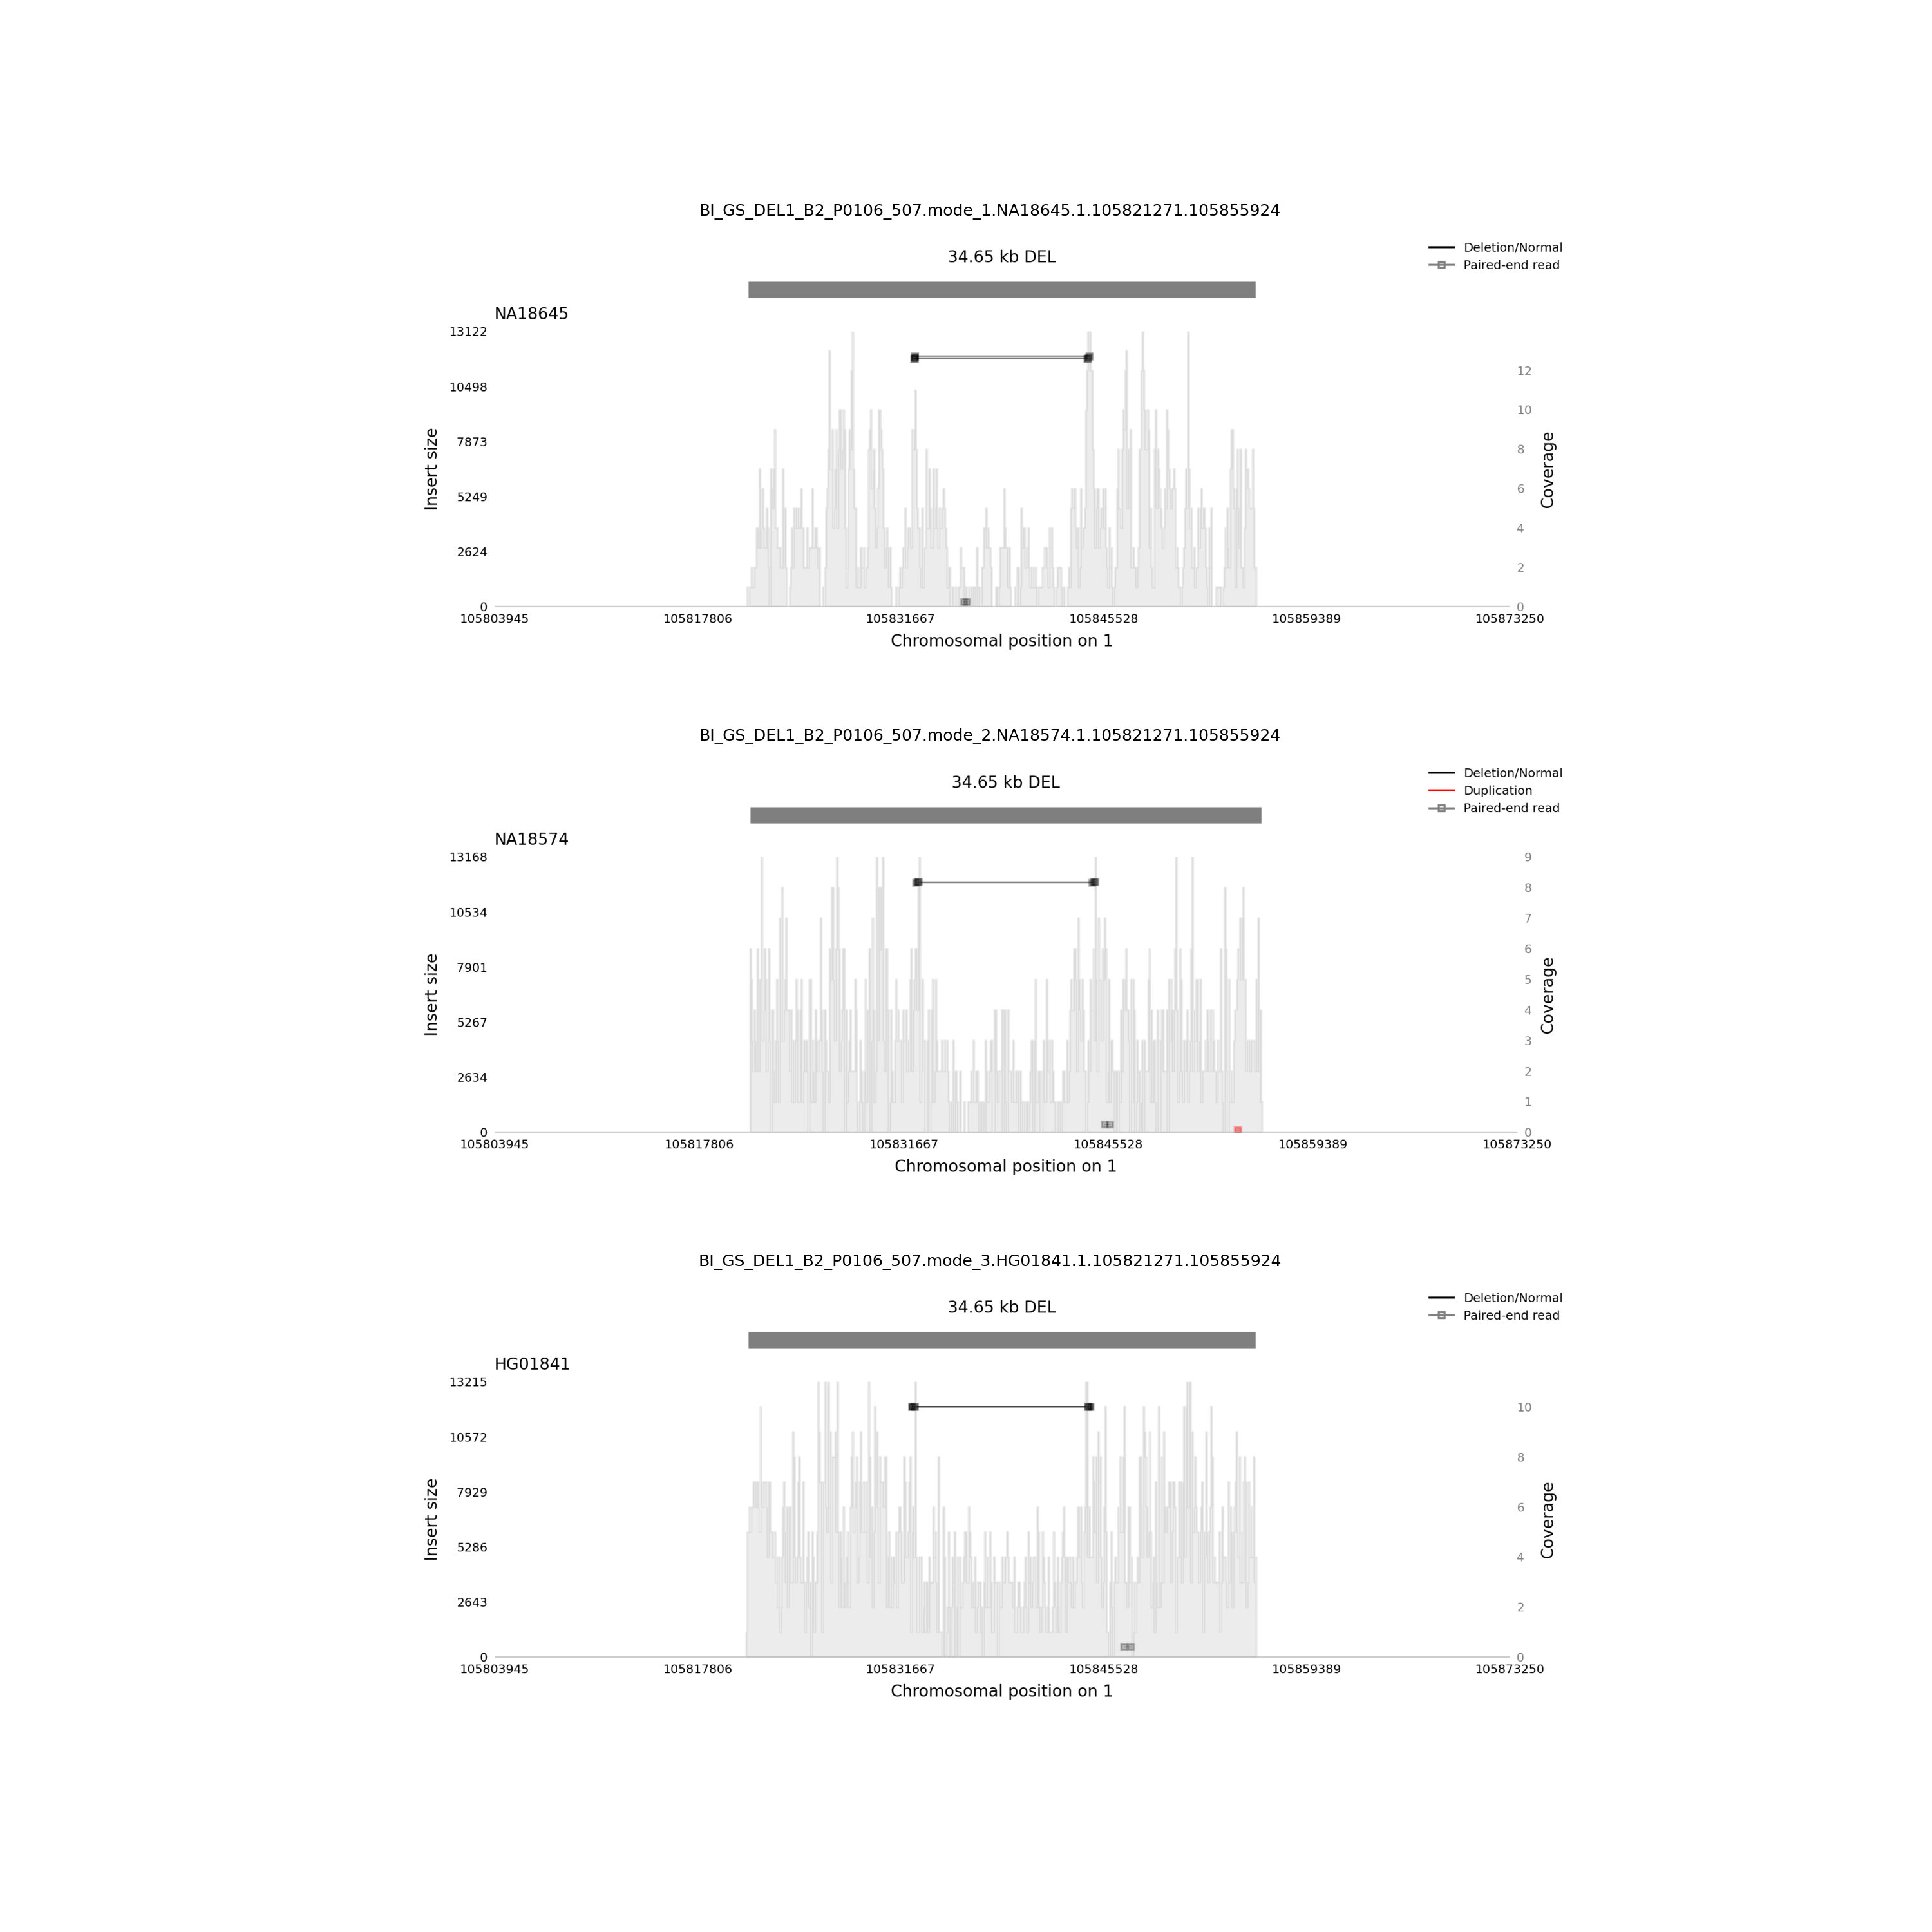 BI_GS_DEL1_B2_P0106_507.mode_1.NA18645.1.105821271.105855924
34.65 kb DEL
Deletion/Normal
Paired-end read
NA18645
13122
10498
7873
5249
2624
0
Insert size
12
10
8
6
4
2
0
Coverage
105803945 105817806 105831667 105845528 105859389 105873250
Chromosomal position on 1
BI_GS_DEL1_B2_P0106_507.mode_2.NA18574.1.105821271.105855924
34.65 kb DEL
Deletion/Normal
Duplication
Paired-end read
NA18574
13168
10534
7901
5267
2634
0
Insert size
9
8
7
6
5
4
3
2
1
0
Coverage
105803945 105817806 105831667 105845528 105859389 105873250
Chromosomal position on 1
BI_GS_DEL1_B2_P0106_507.mode_3.HG01841.1.105821271.105855924
34.65 kb DEL
Deletion/Normal
Paired-end read
HG01841
13215
10572
7929
5286
2643
0
Insert size
10
8
6
4
2
0
Coverage
105803945 105817806 105831667 105845528 105859389 105873250
Chromosomal position on 1